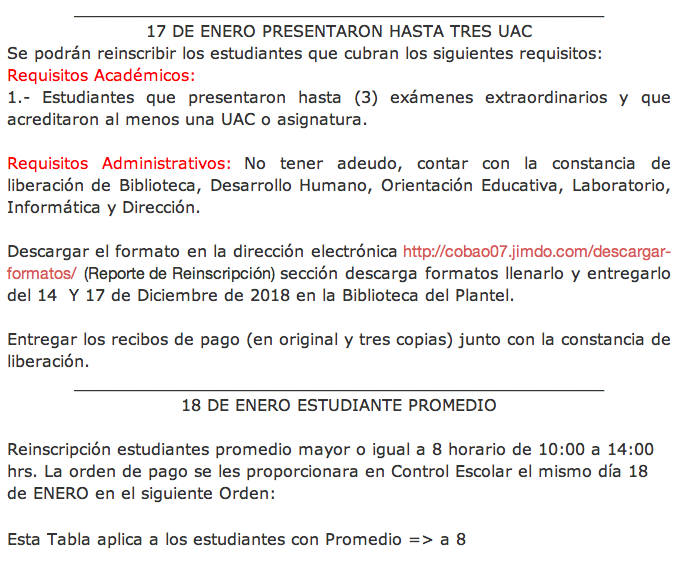 17 DE ENERO PRESENTARON HASTA TRES UAC
Se podrán reinscribir los estudiantes que cubran los siguientes requisitos:
Requisitos Académicos:
1.- Estudiantes que presentaron hasta (3) exámenes extraordinarios y que
acreditaron al menos una UAC o asignatura.
Requisitos Administrativos: No tener adeudo, contar con la constancia de
liberación de Biblioteca, Desarrollo Humano, Orientación Educativa, Laboratorio,
Informática y Dirección.
Descargar el formato en la dirección electrónica http://cobao07.jimdo.com/descargar-
formatos/ (Reporte de Reinscripción) sección descarga formatos llenarlo y entregarlo
del 14  Y 17 de Diciembre de 2018 en la Biblioteca del Plantel.
Entregar los recibos de pago (en original y tres copias) junto con la constancia de
liberación.
18 DE ENERO ESTUDIANTE PROMEDIO
Reinscripción estudiantes promedio mayor o igual a 8 horario de 10:00 a 14:00
hrs. La orden de pago se les proporcionara en Control Escolar el mismo día 18
de ENERO en el siguiente Orden:
Esta Tabla aplica a los estudiantes con Promedio => a 8